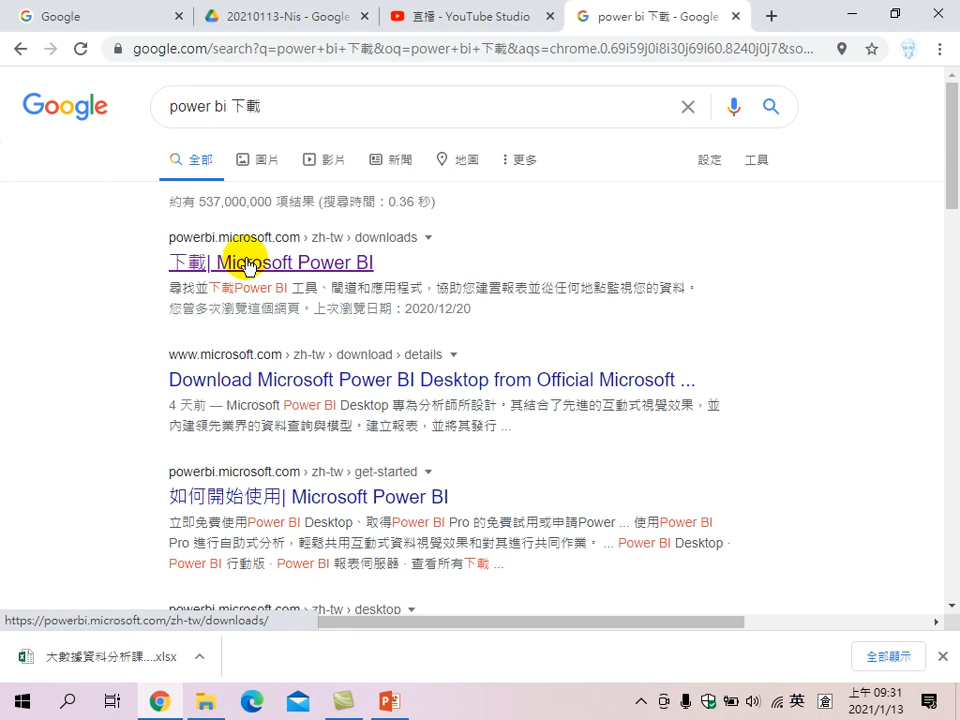 Google
20210113-Nis - Google
直播 - YouTube Studio
power bi 下載 - Google
google.com/search?q=power+bi+下載&oq=power+bi+下載&aqs=chrome.0.69i59j0i8i30j69i60.8240j0j7&so...
Google
power bi 下載
全部
圖片
影片
新聞
地圖
更多
設定
工具
約有 537,000,000 項結果 (搜尋時間：0.36 秒)
powerbi.microsoft.com › zh-tw › downloads
下載| Microsoft Power BI
尋找並下載Power BI 工具、閘道和應用程式，協助您建置報表並從任何地點監視您的資料。
您曾多次瀏覽這個網頁。上次瀏覽日期：2020/12/20
www.microsoft.com › zh-tw › download › details
Download Microsoft Power BI Desktop from Official Microsoft ...
4 天前 — Microsoft Power BI Desktop 專為分析師所設計。其結合了先進的互動式視覺效果，並
內建領先業界的資料查詢與模型。建立報表，並將其發行 ...
powerbi.microsoft.com › zh-tw › get-started
如何開始使用| Microsoft Power BI
立即免費使用Power BI Desktop、取得Power BI Pro 的免費試用或申請Power ... 使用Power BI
Pro 進行自助式分析，輕鬆共用互動式資料視覺效果和對其進行共同作業。 ... Power BI Desktop ·
Power BI 行動版 · Power BI 報表伺服器 · 查看所有下載 ...
powerbi.microsoft.com › zh-tw › desktop
https://powerbi.microsoft.com/zh-tw/downloads/
大數據資料分析課....xlsx
全部顯示
英
倉
上午 09:31
2021/1/13